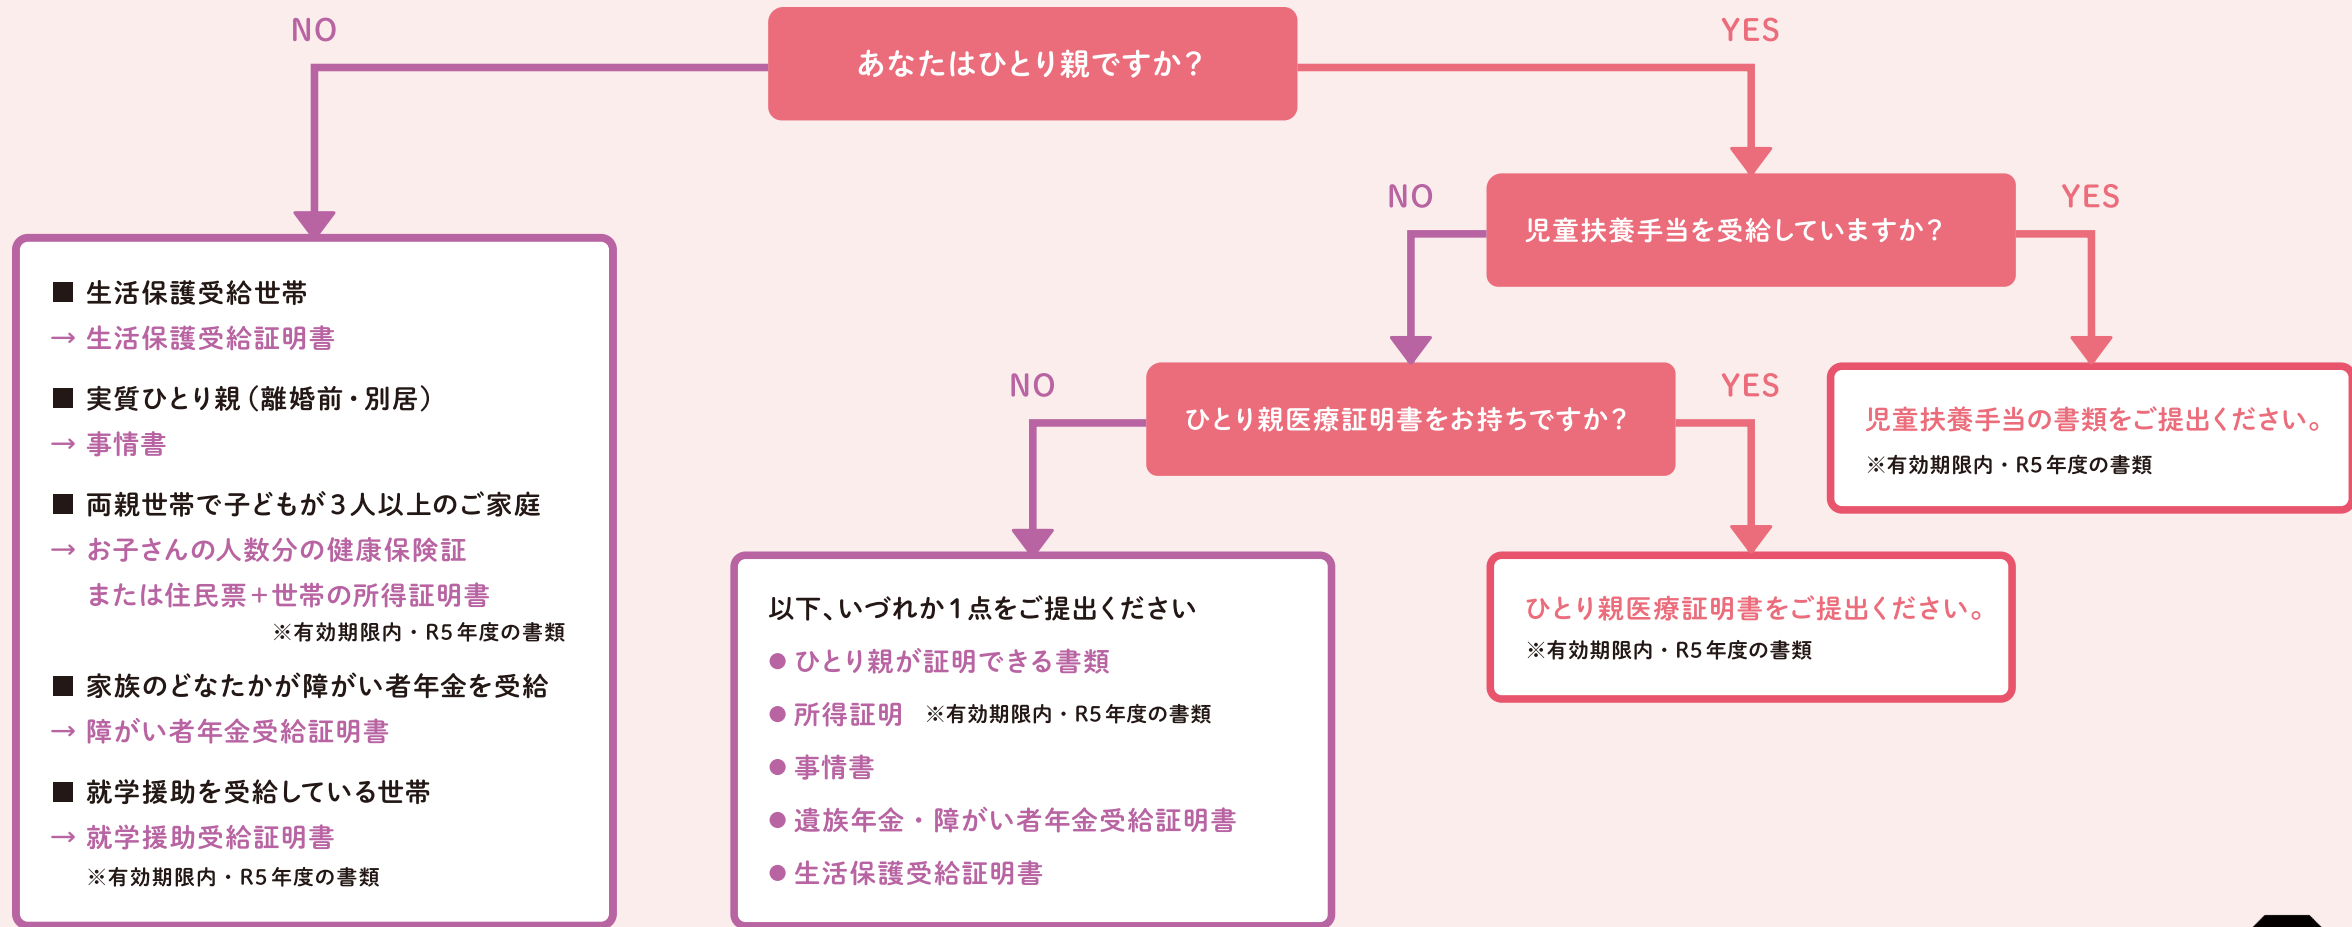 あなたはひとり親ですか？
NO
YES
児童扶養手当を受給していますか？
NO
YES
ひとり親医療証明書をお持ちですか？
NO
YES
児童扶養手当の書類をご提出ください。
※有効期限内・R5年度の書類
ひとり親医療証明書をご提出ください。
※有効期限内・R5年度の書類
以下、いづれか1点をご提出ください
●ひとり親が証明できる書類
●所得証明 ※有効期限内・R5年度の書類
●事情書
●遺族年金・障がい者年金受給証明書
●生活保護受給証明書
■ 生活保護受給世帯
→ 生活保護受給証明書
■ 実質ひとり親（離婚前・別居）
→ 事情書
■ 両親世帯で子どもが3人以上のご家庭
→ お子さんの人数分の健康保険証
または住民票＋世帯の所得証明書
※有効期限内・R5年度の書類
■ 家族のどなたかが障がい者年金を受給
→ 障がい者年金受給証明書
■ 就学援助を受給している世帯
→ 就学援助受給証明書
※有効期限内・R5年度の書類